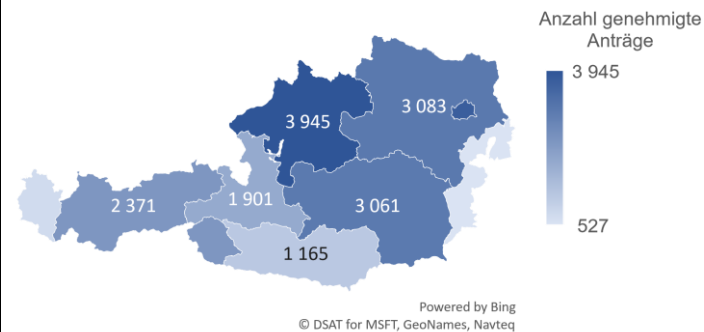 Anzahl genehmigte
Anträge
3 945
527
3 945
3 083
2 371
1 901
3 061
1 165
Powered by Bing
© DSAT for MSFT, GeoNames, Navteq